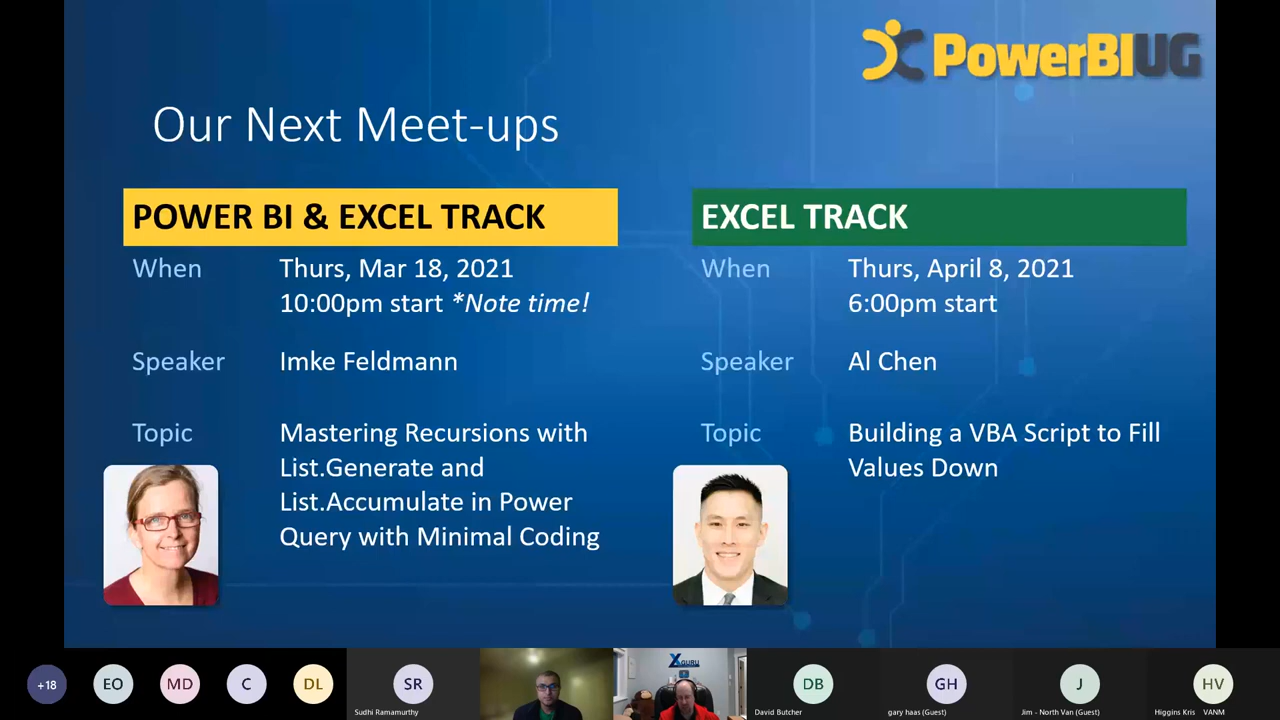 PowerBIUG
Our Next Meet-ups
POWER BI & EXCEL TRACK
When
Thurs, Mar 18, 2021
10:00pm start *Note time!
Speaker
Imke Feldmann
Topic
Mastering Recursions with
List.Generate and
List.Accumulate in Power
Query with Minimal Coding
EXCEL TRACK
When
Thurs, April 8, 2021
6:00pm start
Speaker
Al Chen
Topic
Building a VBA Script to Fill
Values Down
+18
EO
MD
C
DL
SR
Sudhi Ramamurthy
GURU
DB
David Butcher
GH
gary haas (Guest)
J
Jim - North Van (Guest)
HV
Higgins Kris VANM